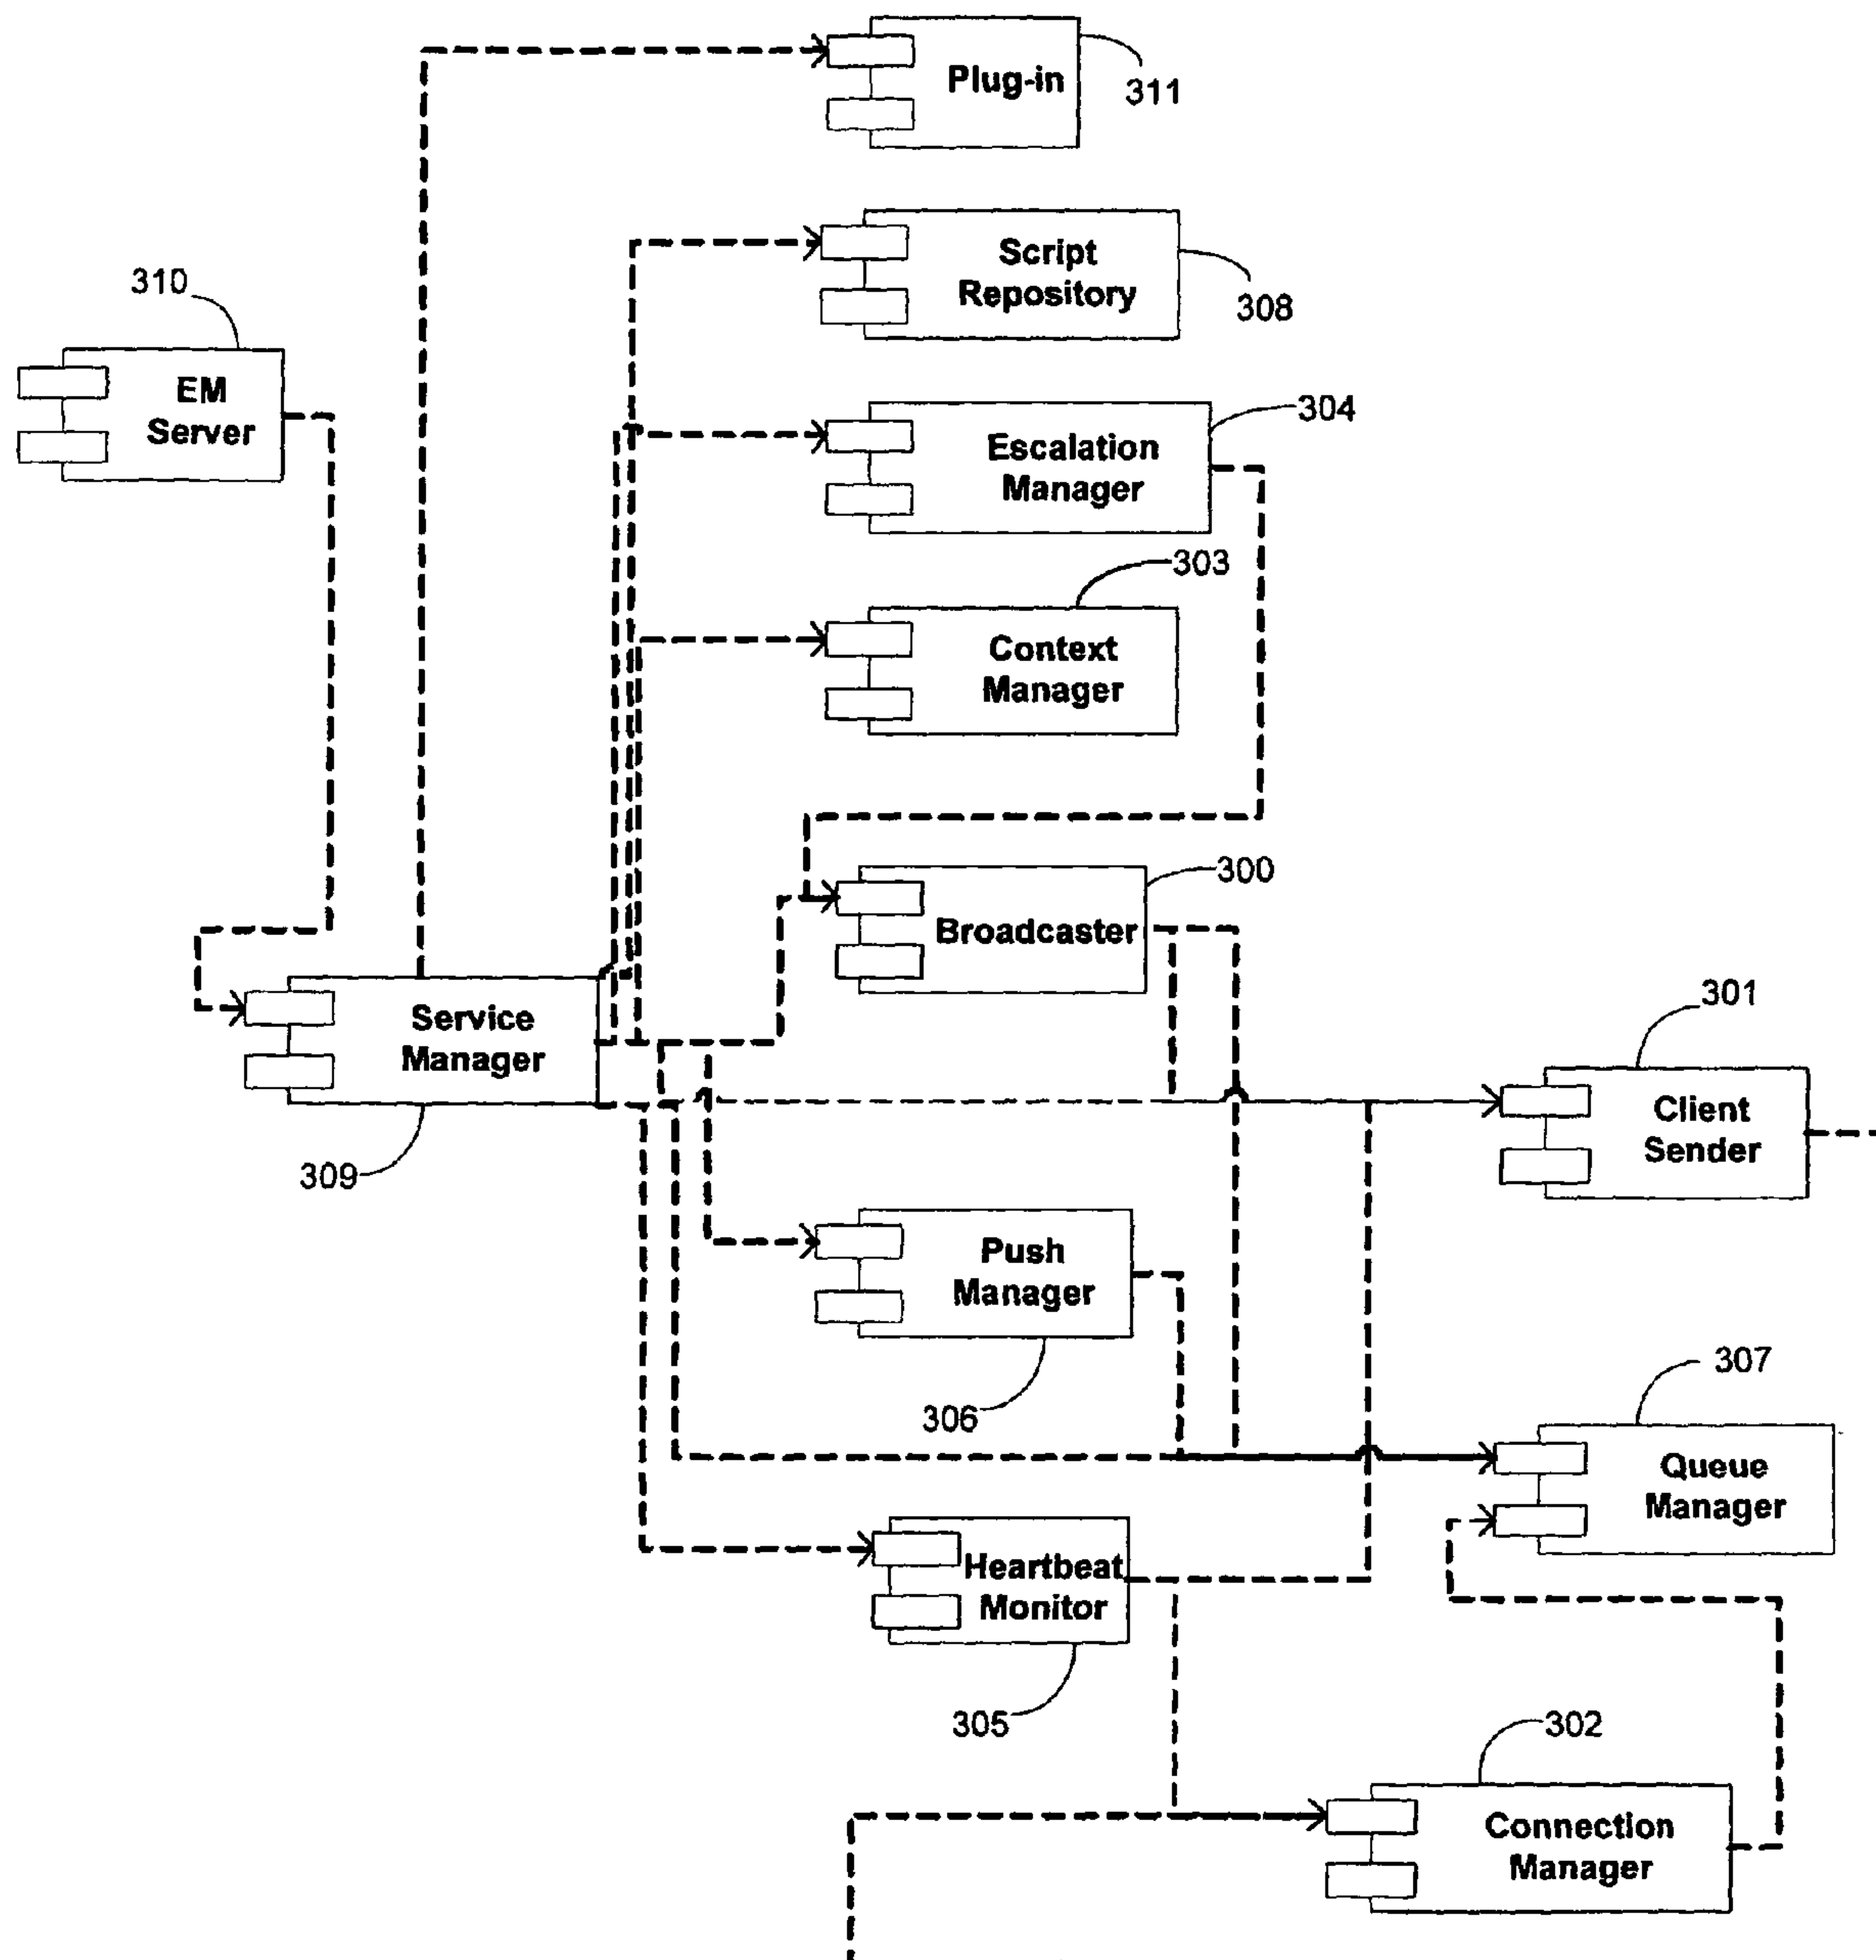 Plug-in
311
Script
Repository
308
310
EM
Server
304
Escalation
Manager
303
Context
Manager
300
Broadcaster
301
Service
Manager
309
Client
Sender
Push
Manager
306
307
Queue
Manager
Heartbeat
Monitor
305
302
Connection
Manager